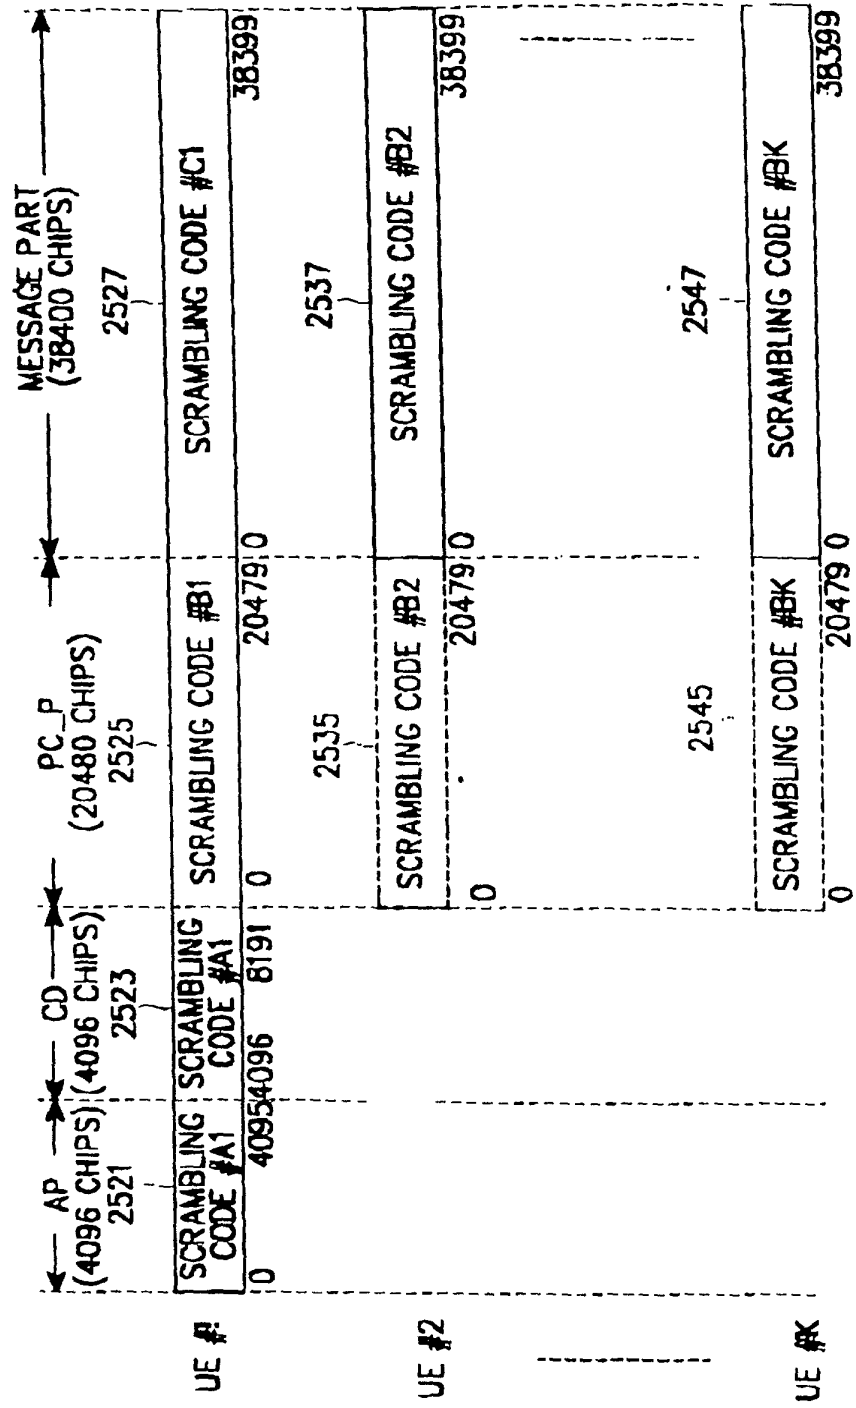 AP
(4096 CHIPS)
2521
CD
(4096 CHIPS)
2523
PC_P
(20480 CHIPS)
2525
MESSAGE PART
(38400 CHIPS)
2527
UE #1
SCRAMBLING
CODE #A1
SCRAMBLING
CODE #A1
SCRAMBLING CODE #B1
SCRAMBLING CODE #C1
0
4095
4096
8191
0
20479
0
38399
2535
2537
UE #2
SCRAMBLING CODE #B2
SCRAMBLING CODE #B2
0
20479
0
38399
2545
2547
UE #K
SCRAMBLING CODE #BK
SCRAMBLING CODE #BK
0
20479
0
38399